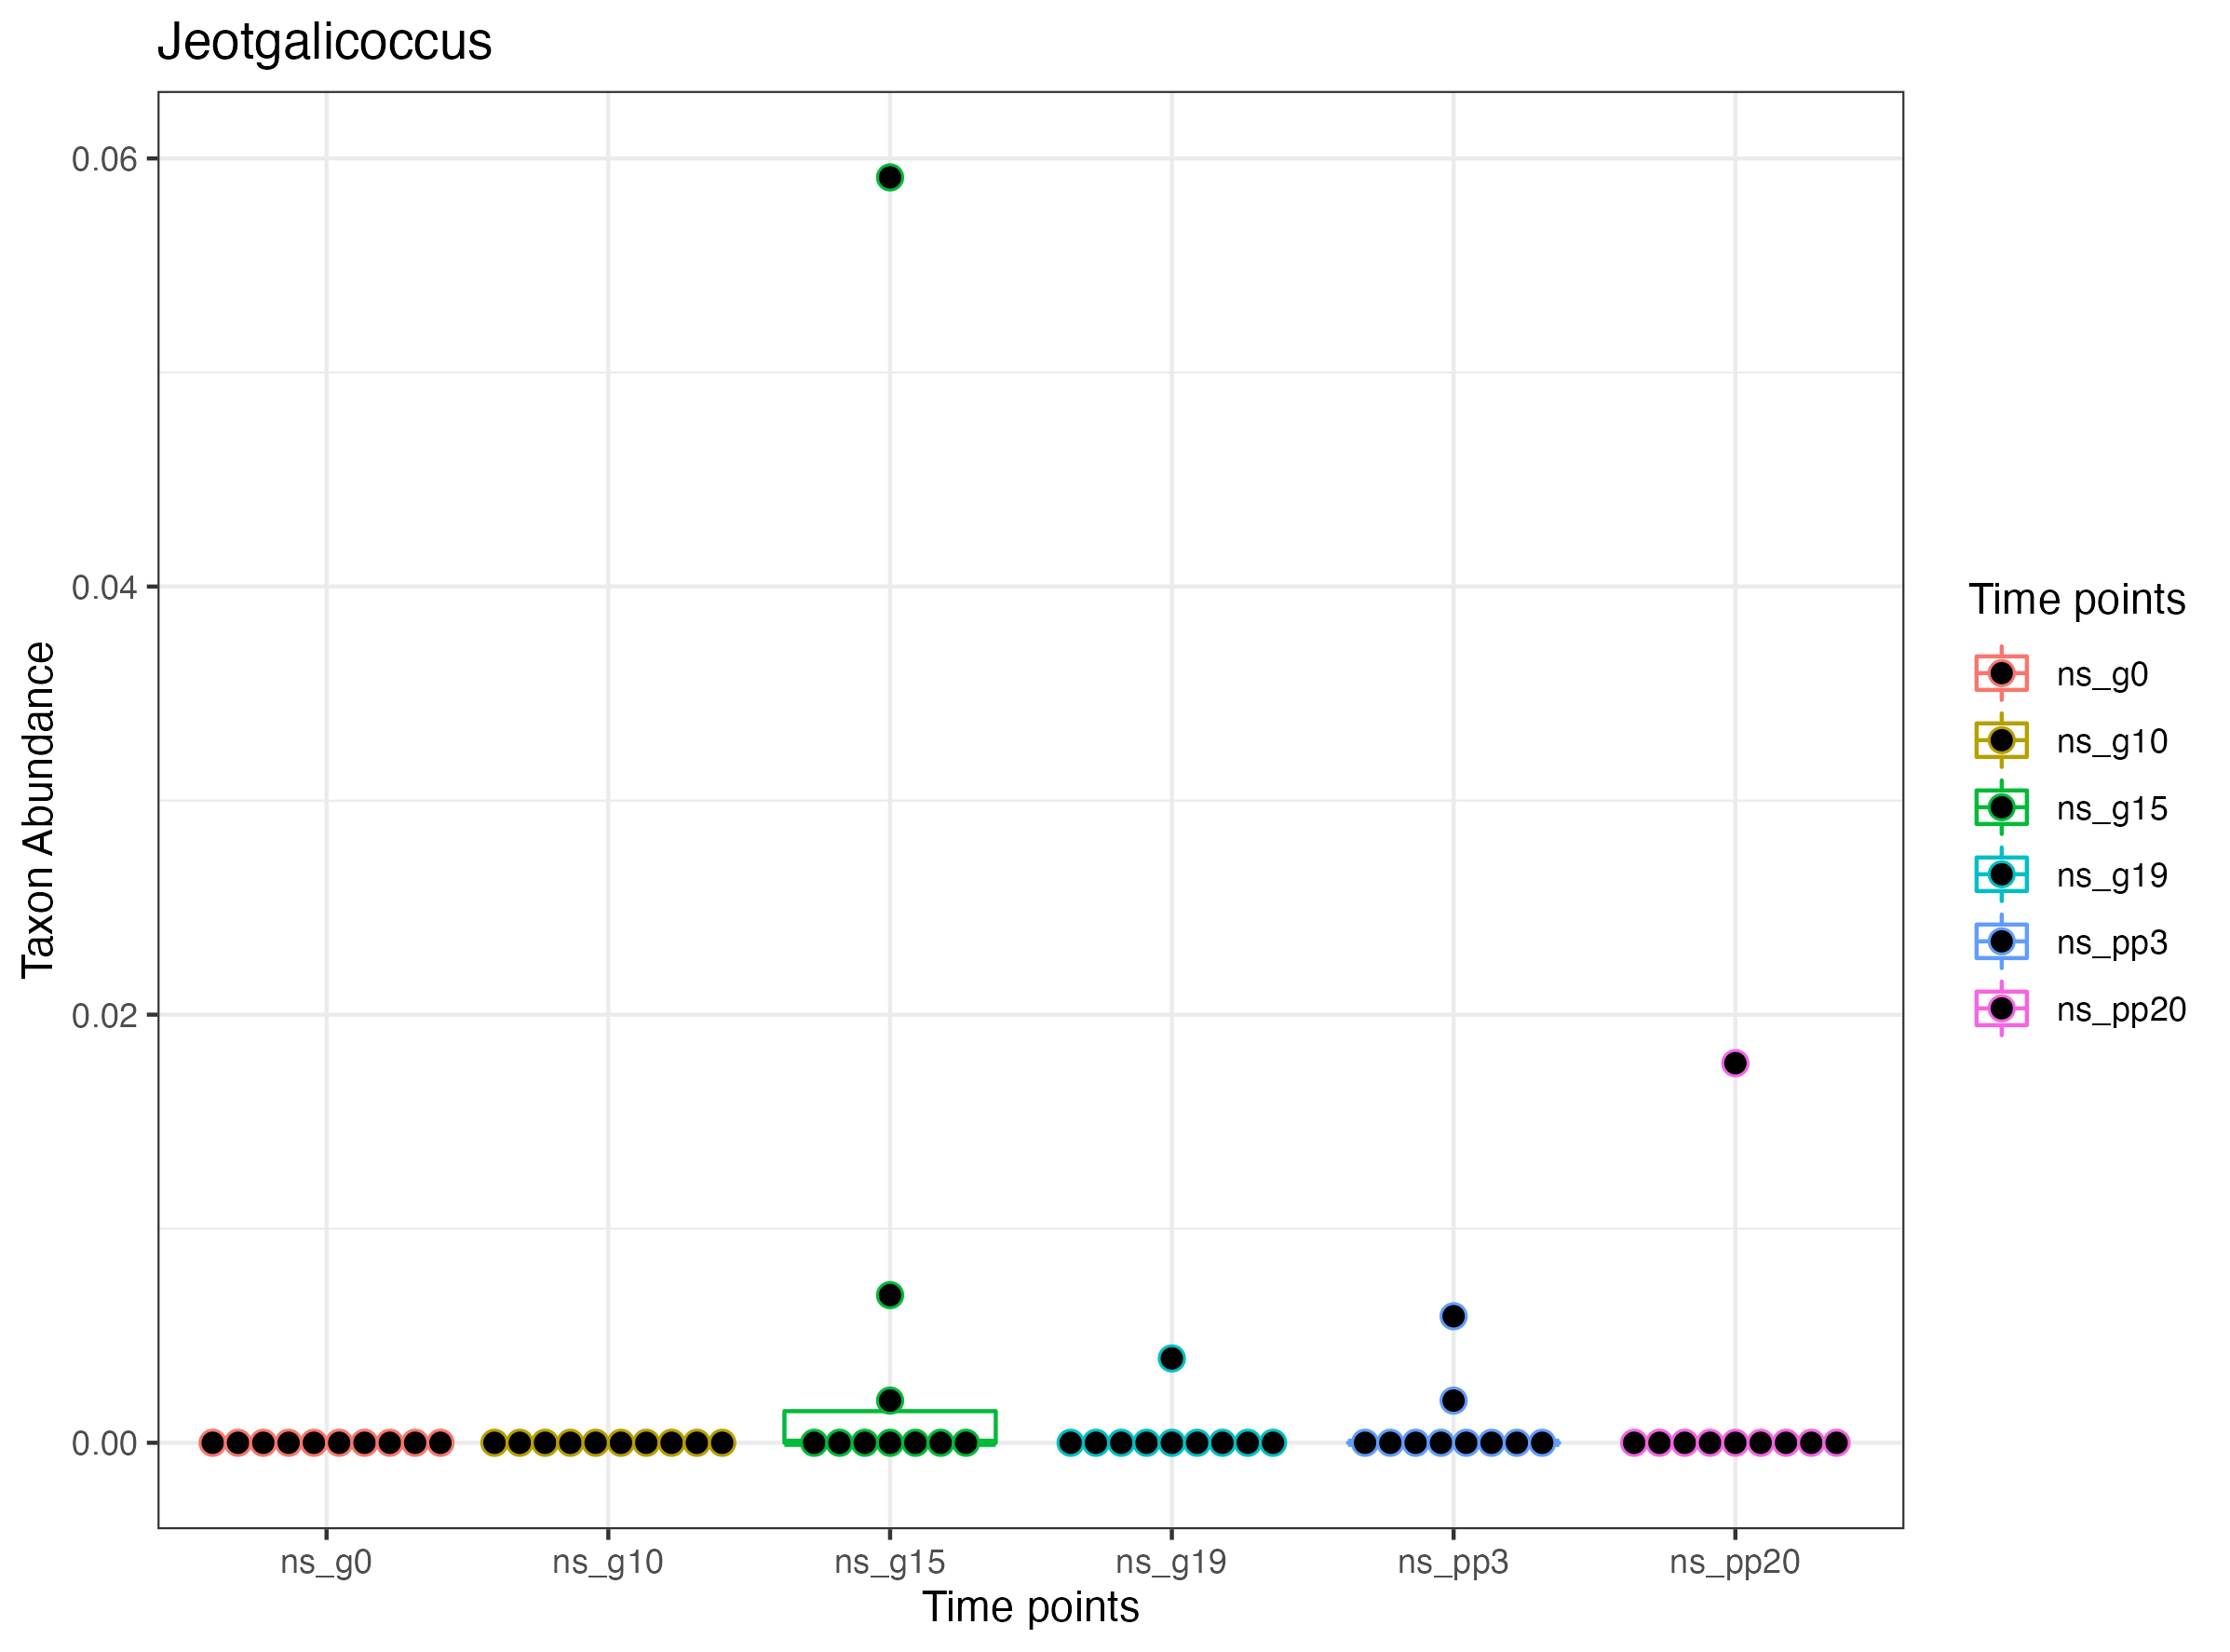 Jeotgalicoccus
Taxon Abundance
0.06
0.04
0.02
0.00
ns_g0
ns_g10
ns_g15
ns_g19
ns_pp3
ns_pp20
Time points
Time points
ns_g0
ns_g10
ns_g15
ns_g19
ns_pp3
ns_pp20